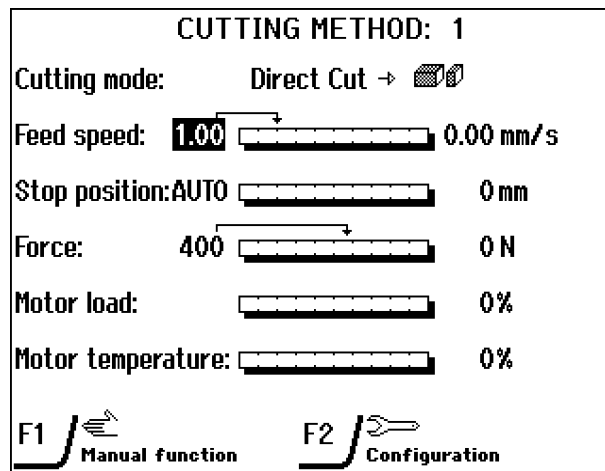 CUTTING METHOD: 1
Cutting mode: Direct Cut →
Feed speed: 1.00 0.00 mm/s
Stop position:AUTO 0 mm
Force: 400 0 N
Motor load: 0%
Motor temperature: 0%
F1 Manual function F2 Configuration